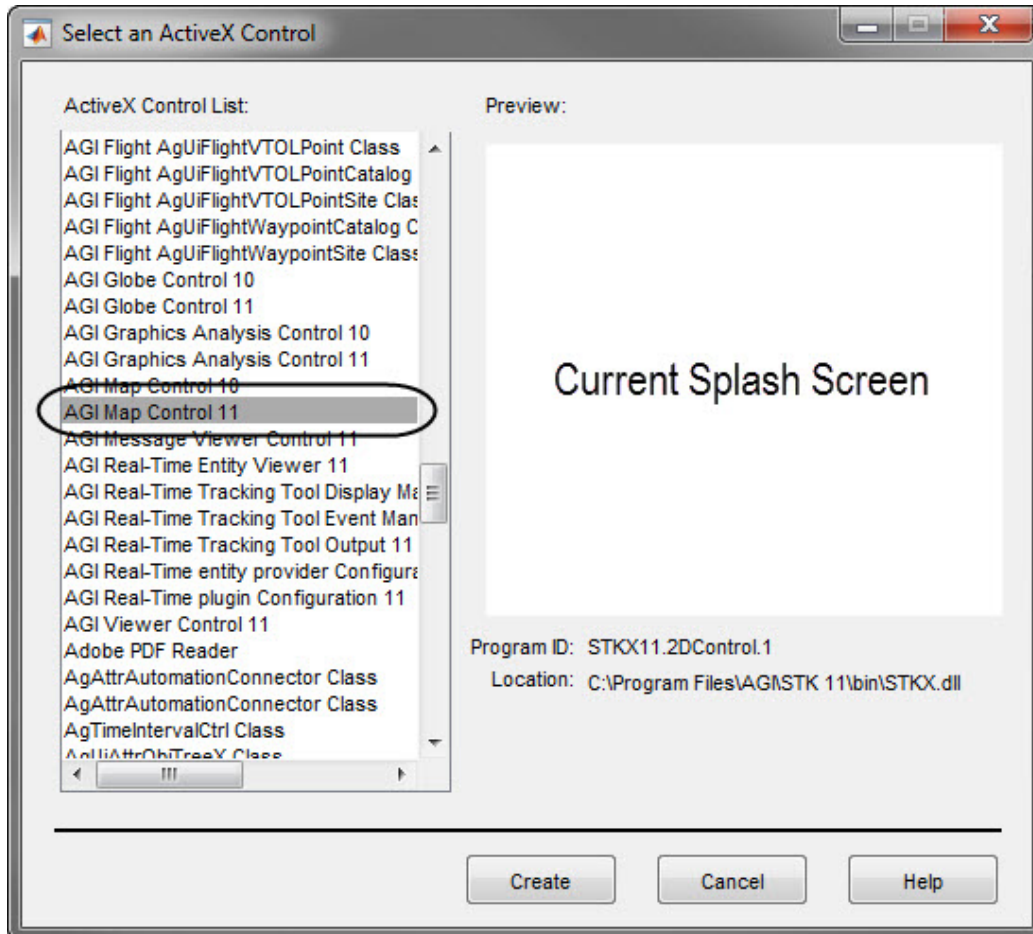 Select an ActiveX Control
ActiveX Control List:
AGI Flight AgUiFlightVTOLPoint Class
AGI Flight AgUiFlightVTOLPointCatalog
AGI Flight AgUiFlightVTOLPointSite Clas
AGI Flight AgUiFlightWaypointCatalog C
AGI Flight AgUiFlightWaypointSite Class
AGI Globe Control 10
AGI Globe Control 11
AGI Graphics Analysis Control 10
AGI Graphics Analysis Control 11
AGI Map Control 10
AGI Map Control 11
AGI Message Viewer Control 11
AGI Real-Time Entity Viewer 11
AGI Real-Time Tracking Tool Display Ma
AGI Real-Time Tracking Tool Event Man
AGI Real-Time Tracking Tool Output 11
AGI Real-Time entity provider Configura
AGI Real-Time plugin Configuration 11
AGI Viewer Control 11
Adobe PDF Reader
AgAttrAutomationConnector Class
AgAttrAutomationConnector Class
AgTimeIntervalCtrl Class
AgUiAttrObjTreeX Class
Preview:
Current Splash Screen
Program ID: STKX11.2DControl.1
Location: C:\Program Files\AGI\STK 11\bin\STKX.dll
Create
Cancel
Help